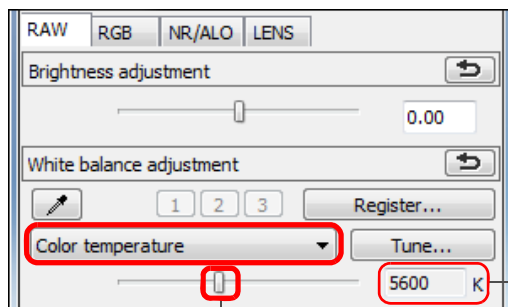 RAW RGB NR/ALO LENS
Brightness adjustment
0.00
White balance adjustment
1 2 3 Register...
Color temperature Tune...
5600 K